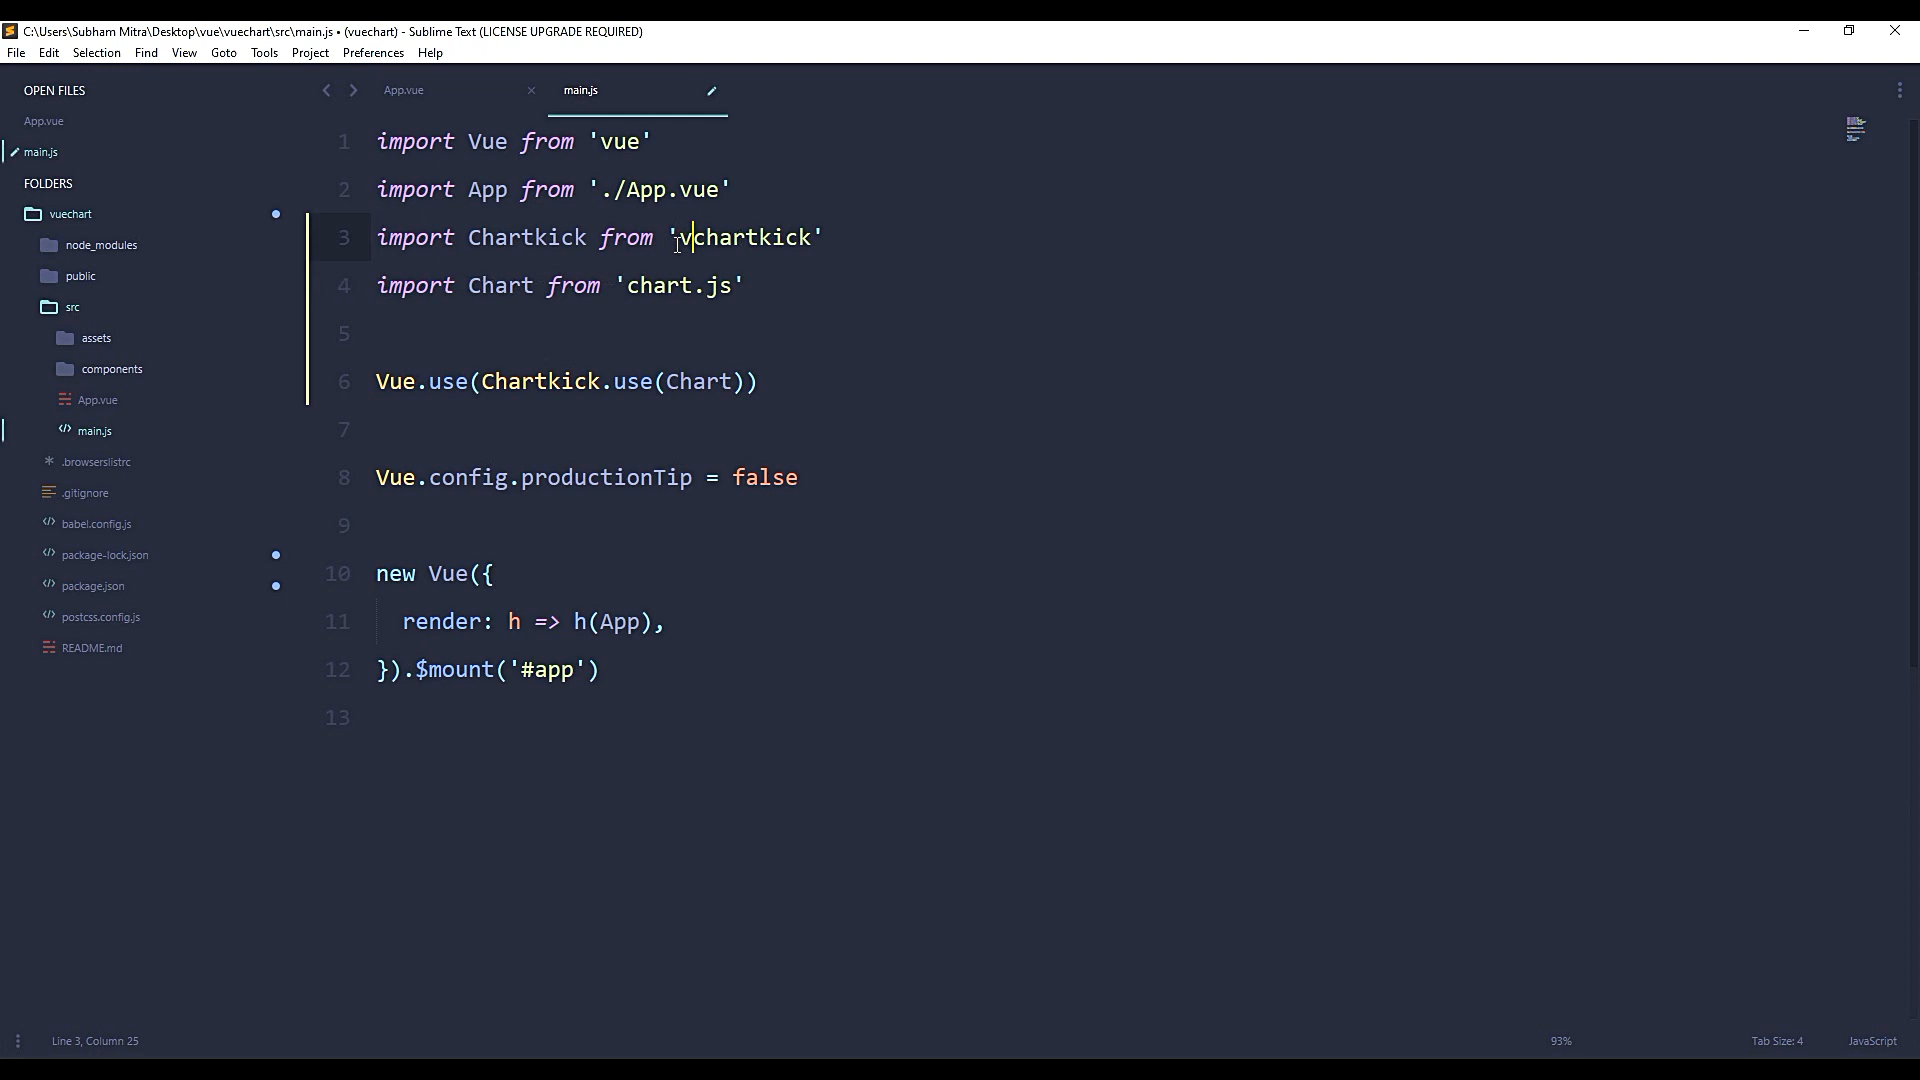 C:\Users\Subham Mitra\Desktop\vue\vuechart\src\main.js • (vuechart) - Sublime Text (LICENSE UPGRADE REQUIRED)
File Edit Selection Find View Goto Tools Project Preferences Help
OPEN FILES
App.vue
main.js
FOLDERS
vuechart
node_modules
public
src
assets
components
App.vue
main.js
.browserslistrc
.gitignore
babel.config.js
package-lock.json
package.json
postcss.config.js
README.md
App.vue main.js
1 import Vue from 'vue'
2 import App from './App.vue'
3 import Chartkick from 'vchartkick'
4 import Chart from 'chart.js'
5
6 Vue.use(Chartkick.use(Chart))
7
8 Vue.config.productionTip = false
9
10 new Vue({
11 render: h => h(App),
12 }).$mount('#app')
13
Line 3, Column 25
93%
Tab Size: 4
JavaScript